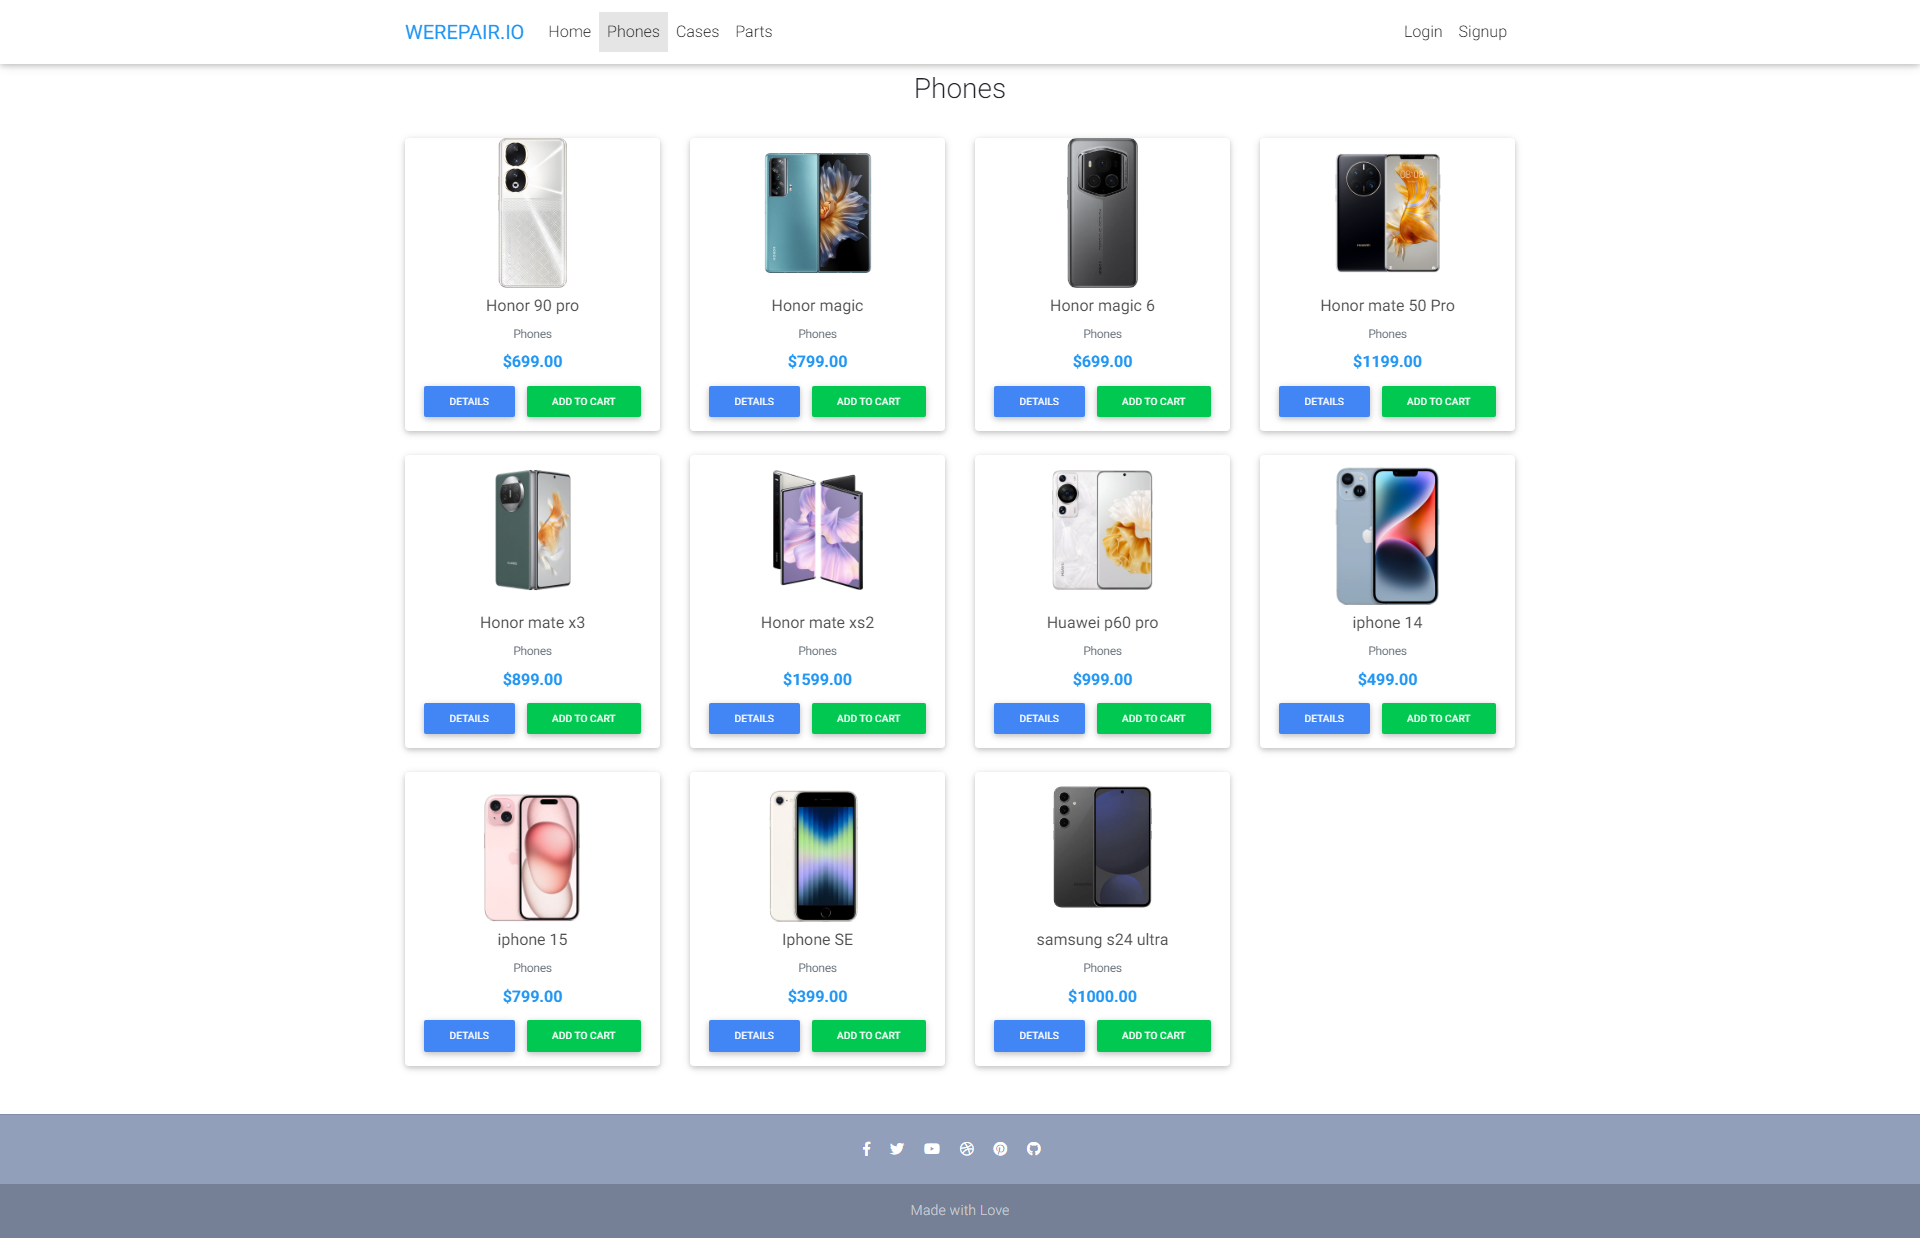 WEREPAIR.IO Home Phones Cases Parts Login Signup
Phones
08:08
Honor 90 pro
Phones
$699.00
DETAILS ADD TO CART
Honor magic
Phones
$799.00
DETAILS ADD TO CART
Honor magic 6
Phones
$699.00
DETAILS ADD TO CART
Honor mate 50 Pro
Phones
$1199.00
DETAILS ADD TO CART
Honor mate x3
Phones
$899.00
DETAILS ADD TO CART
Honor mate xs2
Phones
$1599.00
DETAILS ADD TO CART
Huawei p60 pro
Phones
$999.00
DETAILS ADD TO CART
iphone 14
Phones
$499.00
DETAILS ADD TO CART
iphone 15
Phones
$799.00
DETAILS ADD TO CART
Iphone SE
Phones
$399.00
DETAILS ADD TO CART
samsung s24 ultra
Phones
$1000.00
DETAILS ADD TO CART
Made with Love